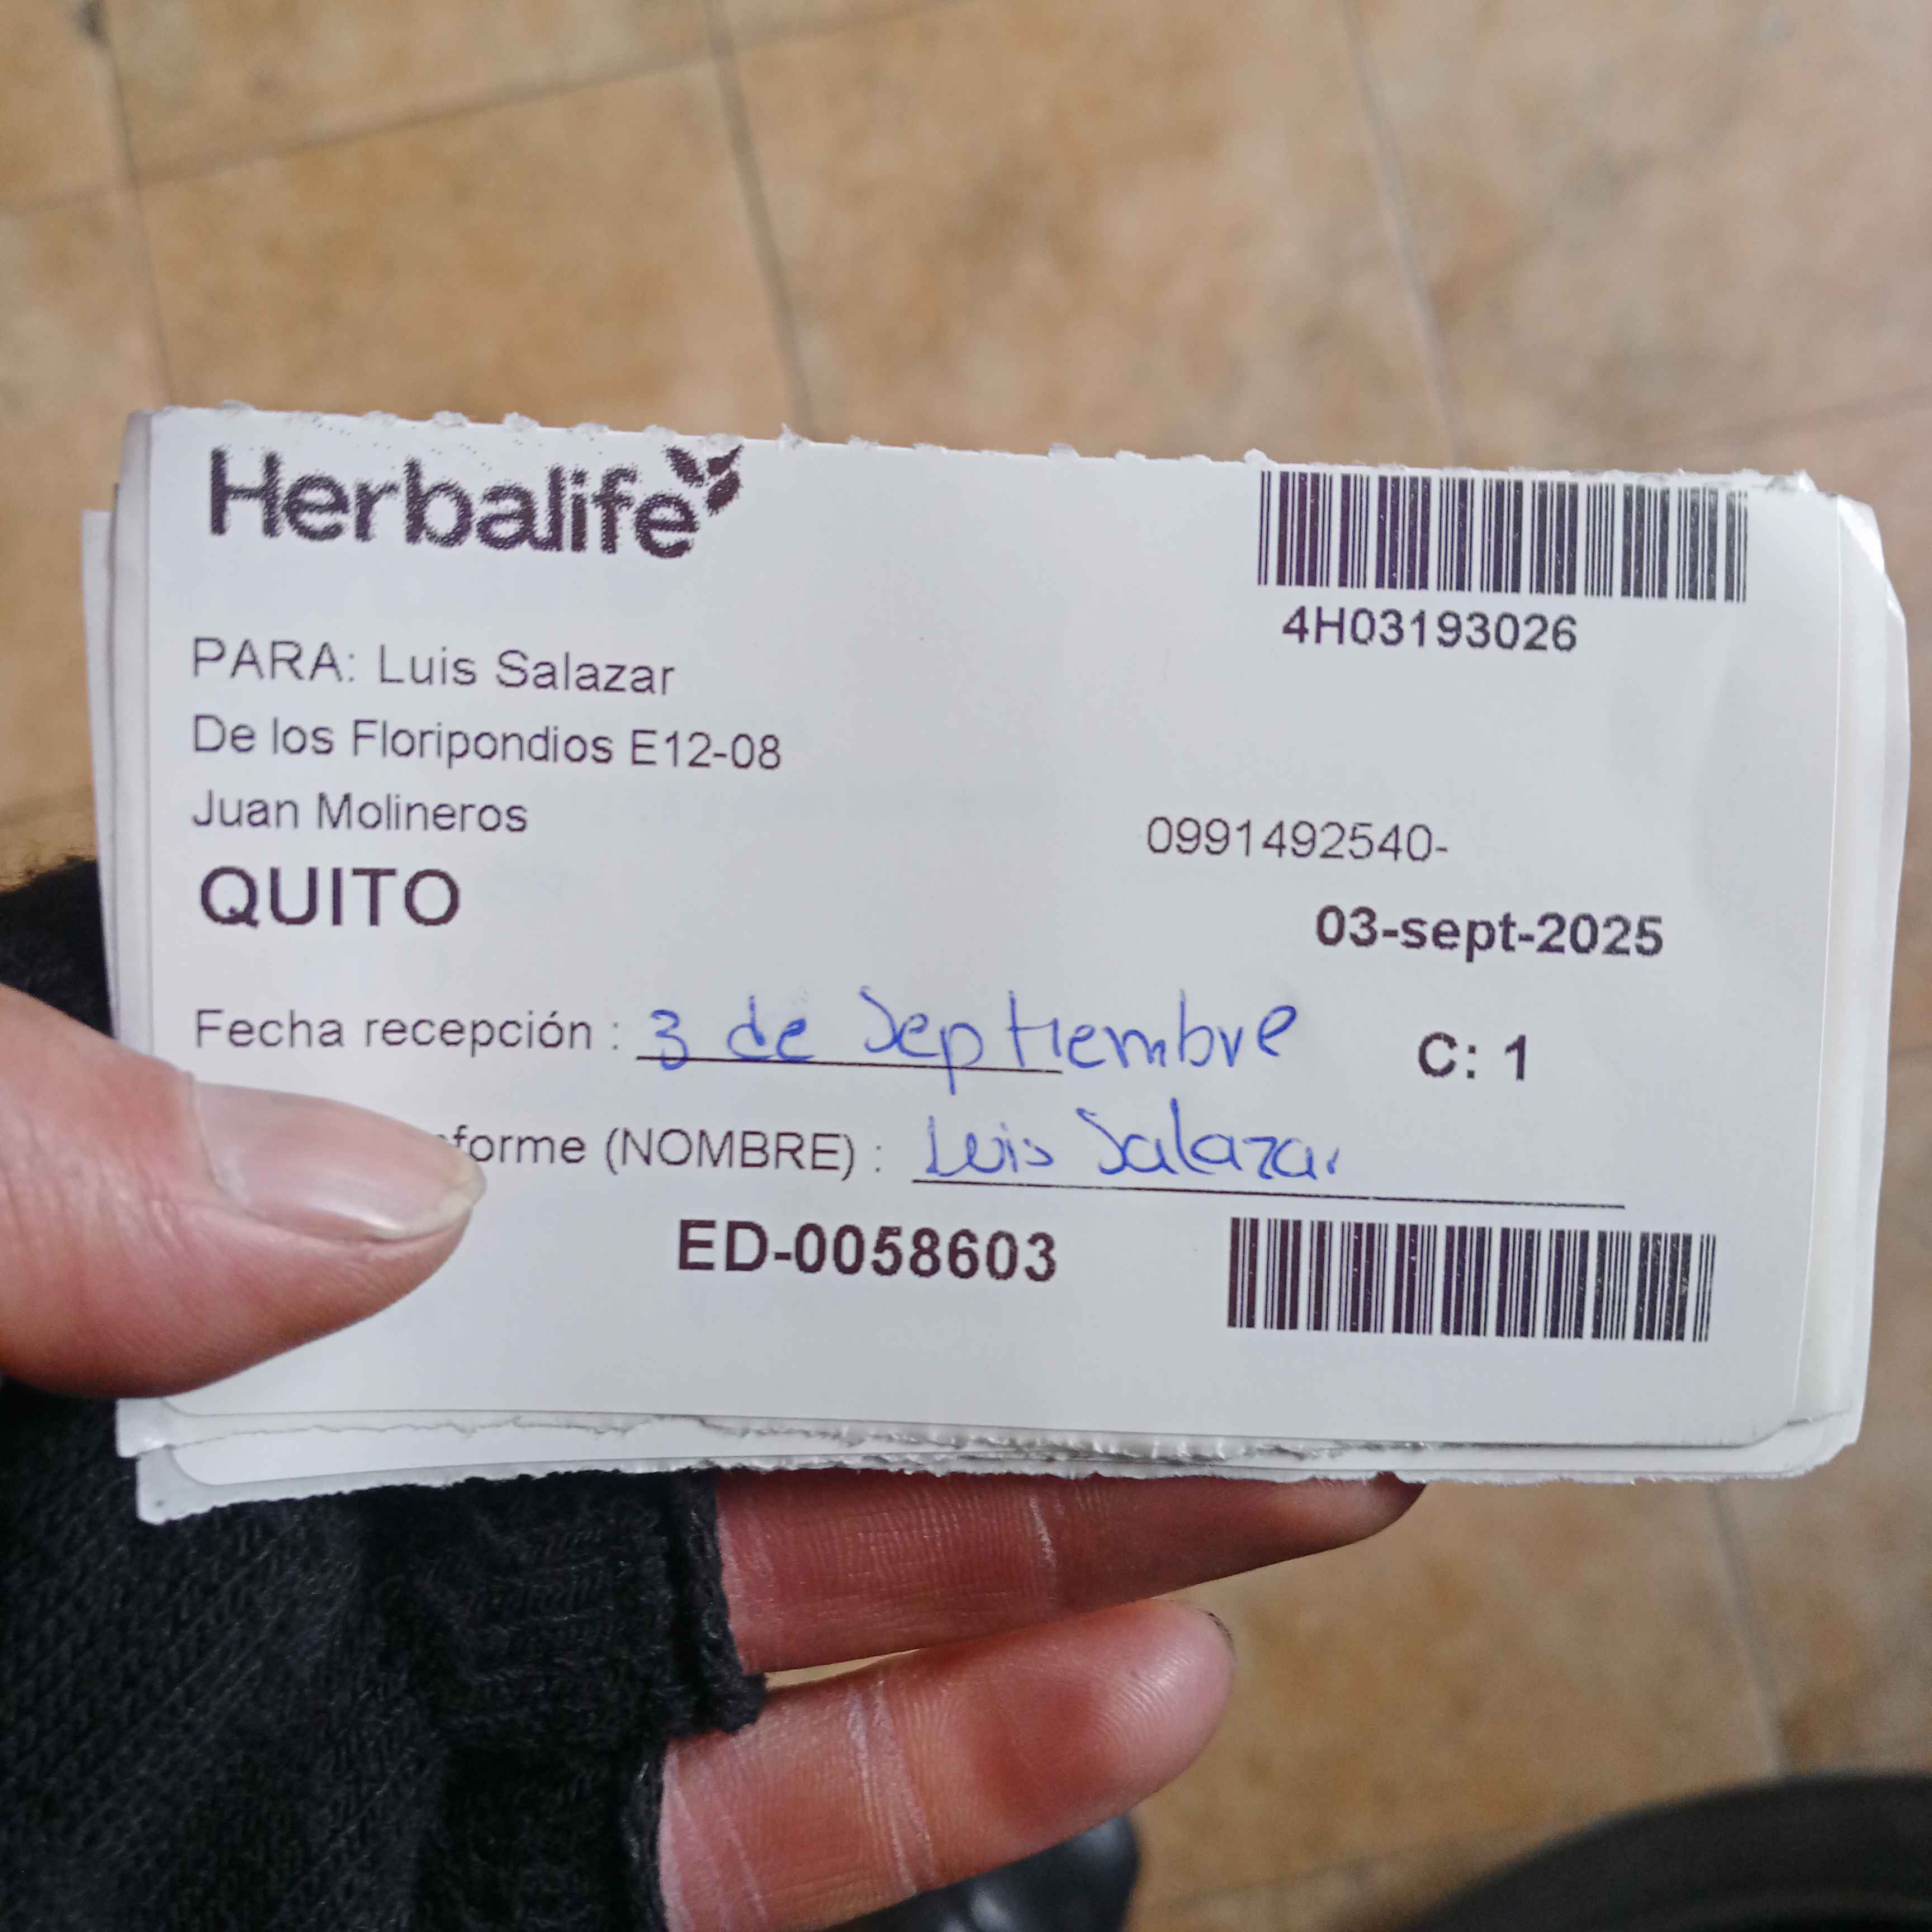 Herbalife
4H03193026
PARA: Luis Salazar
De los Floripondios E12-08
Juan Molineros
0991492540-
QUITO
03-sept-2025
Fecha recepción : 3 de Septiembre
C: 1
forme (NOMBRE) : Luis Salazar
ED-0058603